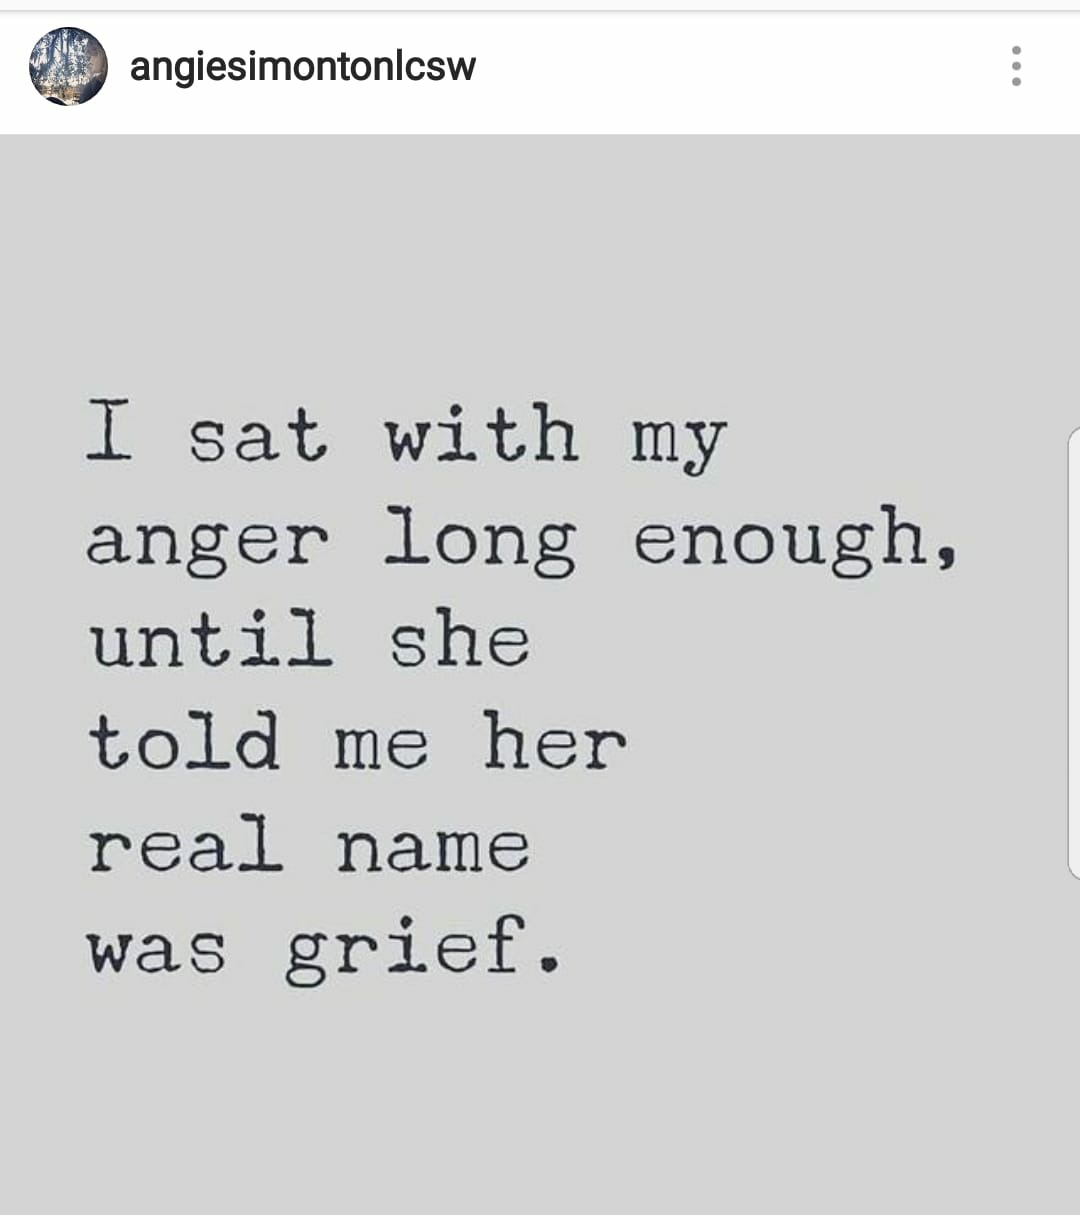 angiesimontonlcsw
I sat with my
anger long enough,
until she
told me her
real name
was grief.